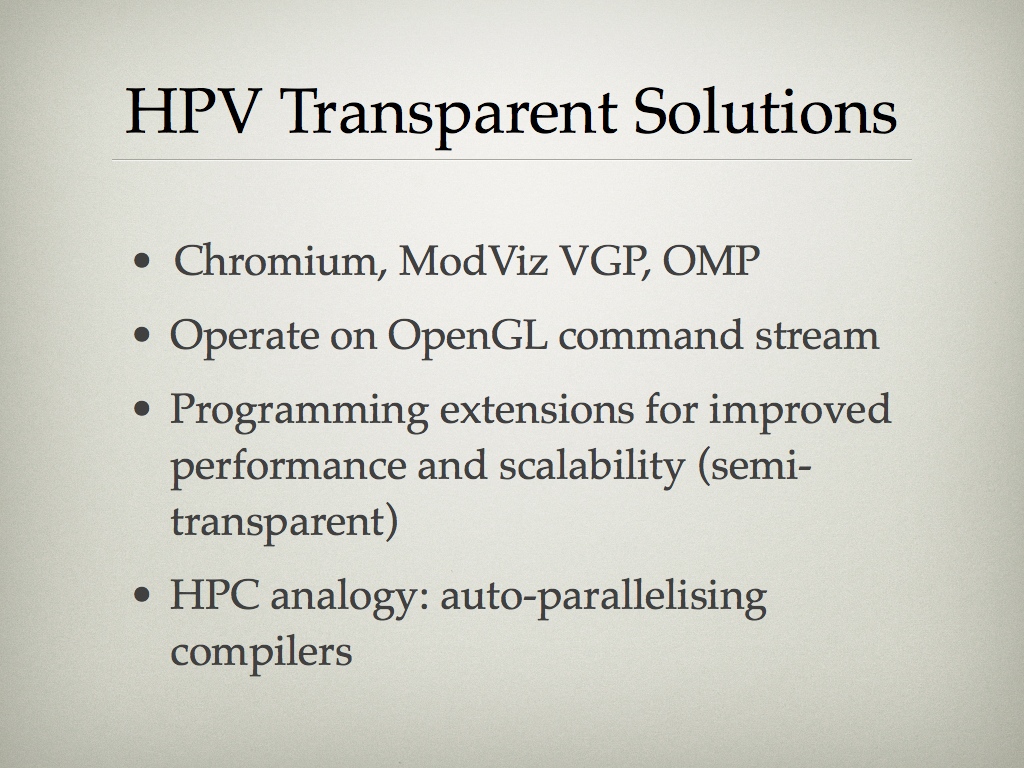 HPV Transparent Solutions
• Chromium, ModViz VGP, OMP
• Operate on OpenGL command stream
• Programming extensions for improved
performance and scalability (semi-
transparent)
• HPC analogy: auto-parallelising
compilers